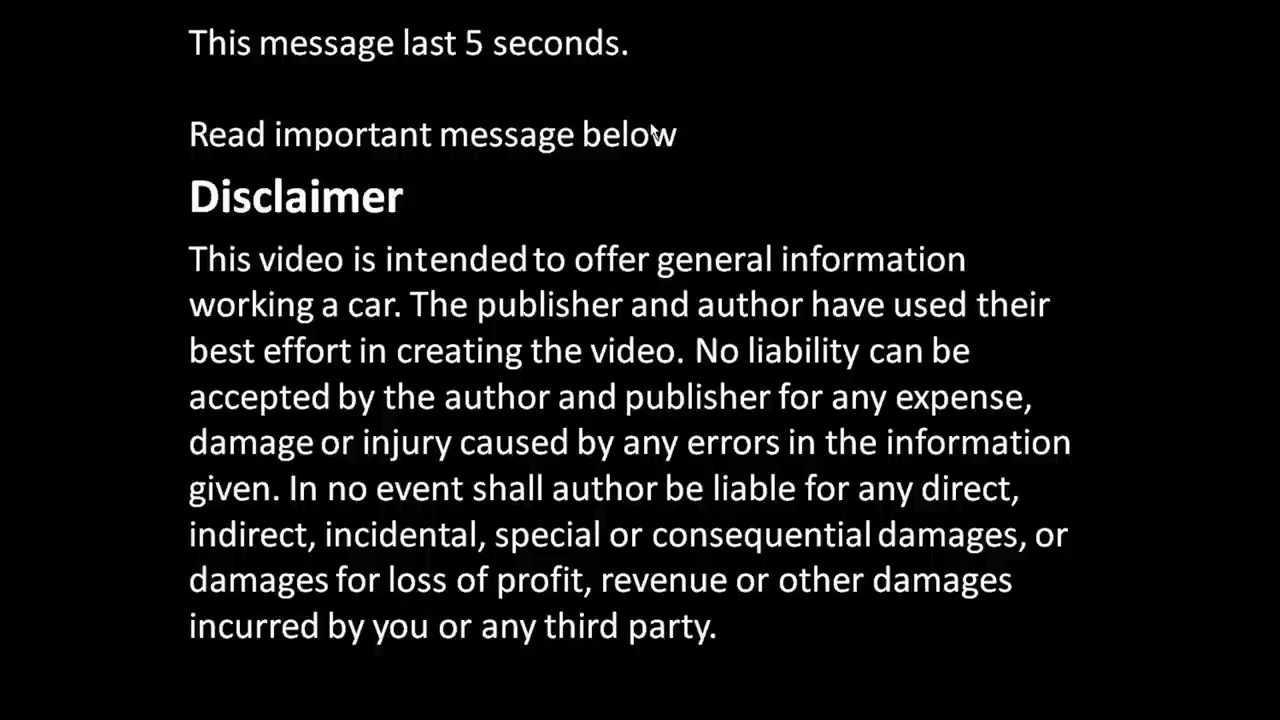 This message last 5 seconds.
Read important message below
Disclaimer
This video is intended to offer general information
working a car. The publisher and author have used their
best effort in creating the video. No liability can be
accepted by the author and publisher for any expense,
damage or injury caused by any errors in the information
given. In no event shall author be liable for any direct,
indirect, incidental, special or consequential damages, or
damages for loss of profit, revenue or other damages
incurred by you or any third party.